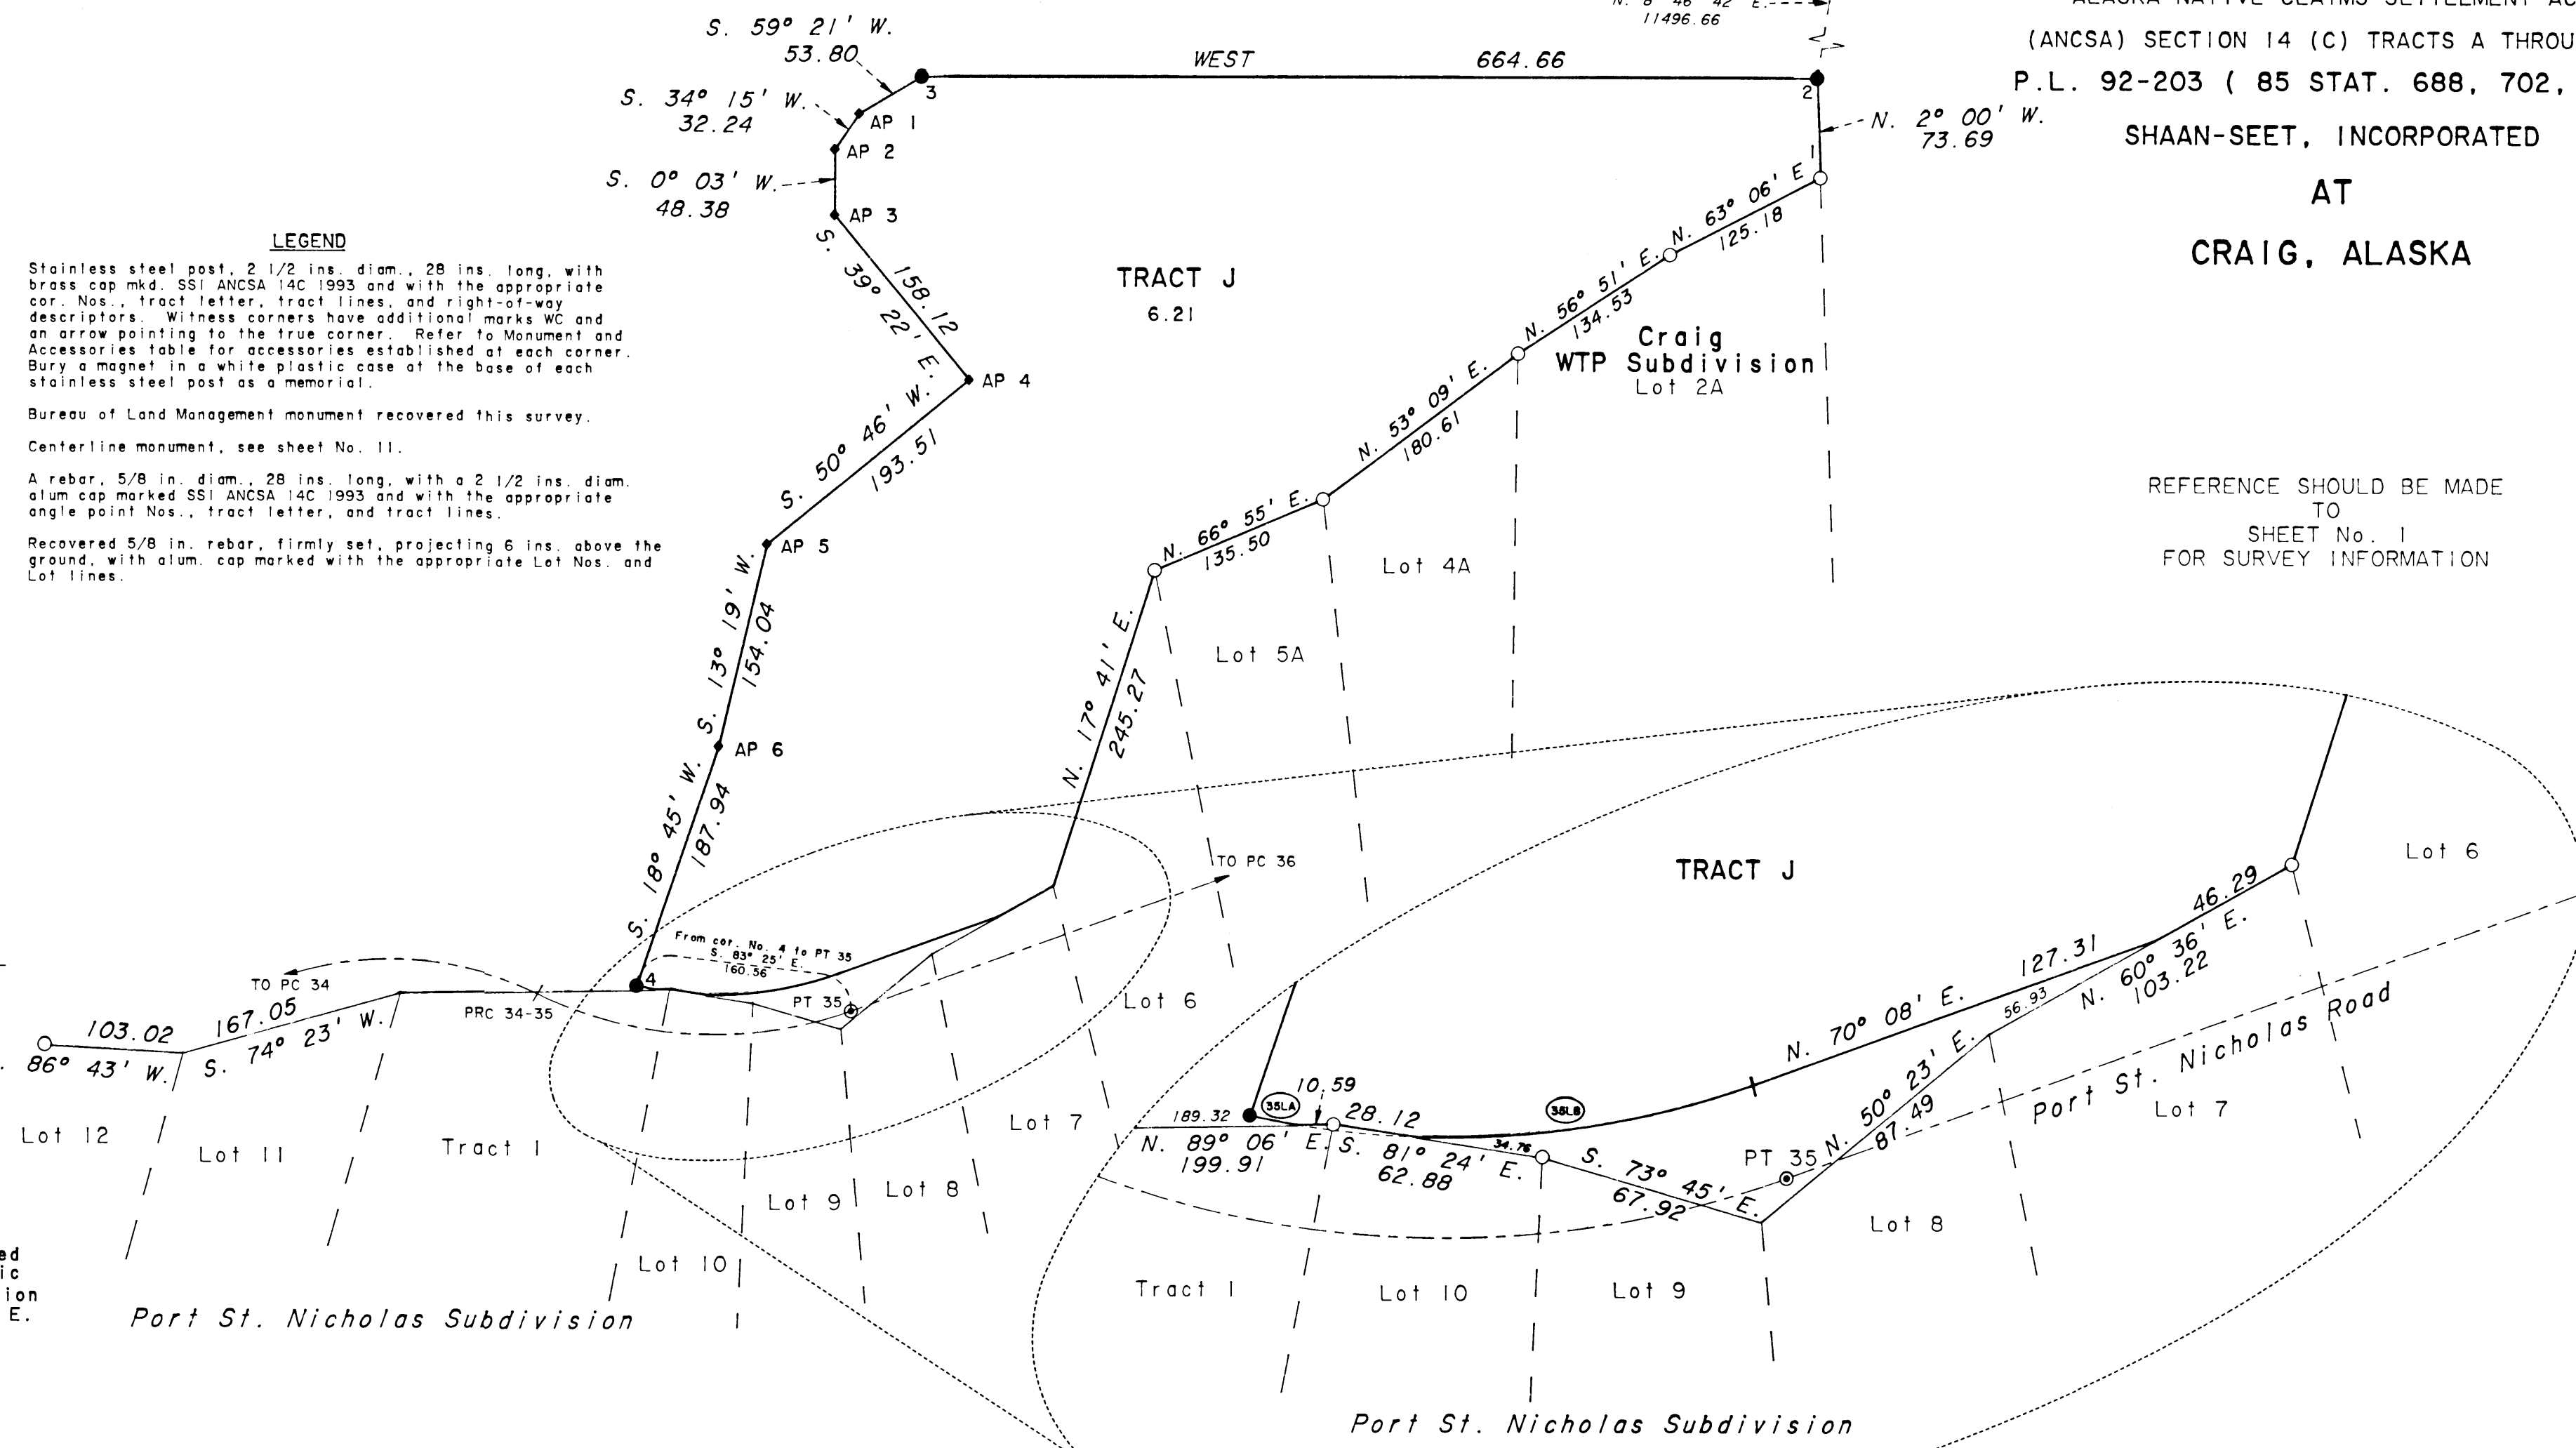 N. 8° 46' 42" E.
11496.66
(ANCSA) SECTION 14 (C) TRACTS A
P.L. 92-203 ( 85 STAT. 688, 702,
SHAAN-SEET, INCORPORATED
AT
CRAIG, ALASKA
REFERENCE SHOULD BE MADE
TO
SHEET No. 1
FOR SURVEY INFORMATION
S. 59° 21' W.
53.80
WEST 664.66
3
2
S. 34° 15' W.
32.24
AP 1
AP 2
N. 2° 00' W.
73.69
1
S. 0° 03' W.
48.38
AP 3
N. 63° 06' E
125.18
LEGEND
Stainless steel post, 2 1/2 ins. diam., 28 ins. long, with
brass cap mkd. SSI ANCSA 14C 1993 and with the appropriate
cor. Nos., tract letter, tract lines, and right-of-way
descriptors. Witness corners have additional marks WC and
an arrow pointing to the true corner. Refer to Monument and
Accessories table for accessories established at each corner.
Bury a magnet in a white plastic case at the base of each
stainless steel post as a memorial.
Bureau of Land Management monument recovered this survey.
Centerline monument, see sheet No. 11.
A rebar, 5/8 in. diam., 28 ins. long, with a 2 1/2 ins. diam.
alum cap marked SSI ANCSA 14C 1993 and with the appropriate
angle point Nos., tract letter, and tract lines.
Recovered 5/8 in. rebar, firmly set, projecting 6 ins. above the
ground, with alum. cap marked with the appropriate Lot Nos. and
Lot lines.
S. 39° 22' E.
158.12
TRACT J
6.21
N. 56° 51' E.
134.53
Craig
WTP Subdivision
Lot 2A
AP 4
N. 53° 09' E.
180.61
S. 50° 46' W.
193.51
AP 5
N. 66° 55' E.
135.50
Lot 4A
Lot 5A
S. 13° 19' W.
154.04
N. 17° 41' E.
245.27
AP 6
S. 18° 45' W.
187.94
TO PC 36
From cor. No. 4 to PT 35
S. 83° 25' E.
160.56
4
TO PC 34
PRC 34-35
PT 35
Lot 6
103.02
86° 43' W.
167.05
S. 74° 23' W.
Lot 12
Lot 11
Tract 1
Lot 7
Lot 9
Lot 8
Lot 10
Port St. Nicholas Subdivision
ed
ic
ion
E.
TRACT J
Lot 6
46.29
N. 60° 36' E.
103.22
127.31
N. 70° 08' E.
56.93
Port St. Nicholas Road
Lot 7
10.59
35LA
189.32
28.12
35LB
N. 89° 06' E.
199.91
S. 81° 24' E.
62.88
34.76
S. 73° 45' E.
67.92
PT 35
N. 50° 23' E.
87.49
Lot 8
Tract 1
Lot 10
Lot 9
Port St. Nicholas Subdivision